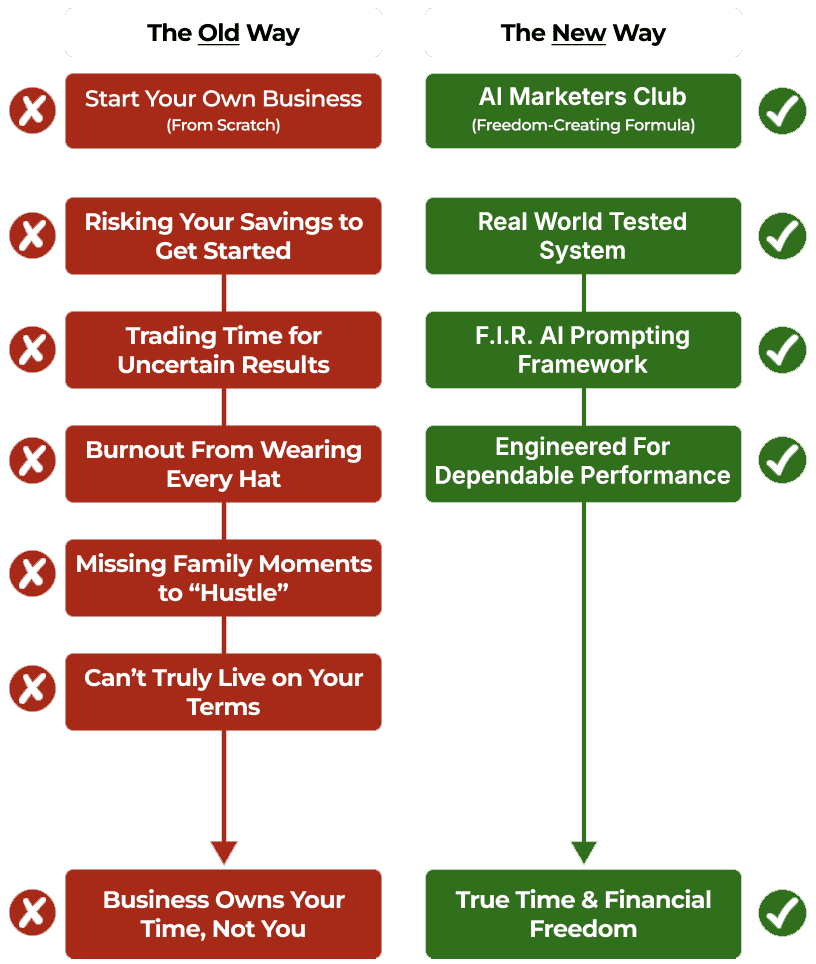 The Old Way
Start Your Own Business
(From Scratch)
Risking Your Savings to
Get Started
Trading Time for
Uncertain Results
Burnout From Wearing
Every Hat
Missing Family Moments
to “Hustle”
Can’t Truly Live on Your
Terms
Business Owns Your
Time, Not You
The New Way
AI Marketers Club
(Freedom-Creating Formula)
Real World Tested
System
F.I.R. AI Prompting
Framework
Engineered For
Dependable Performance
True Time & Financial
Freedom